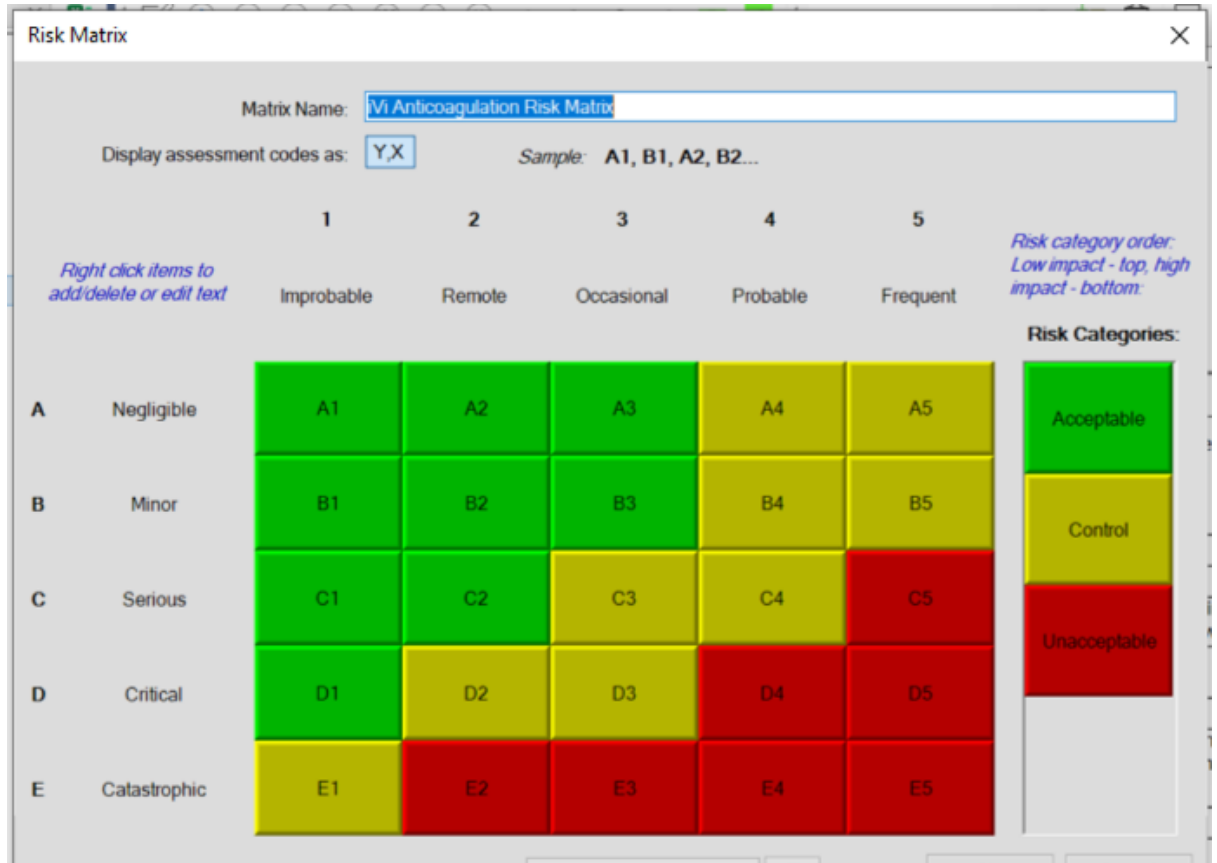 Risk Matrix
Matrix Name: iVi Anticoagulation Risk Matrix
Display assessment codes as: Y,X Sample: A1, B1, A2, B2...
1 2 3 4 5
Risk category order:
Low impact - top, high
impact - bottom:
Right click items to
add/delete or edit text
Improbable Remote Occasional Probable Frequent
Risk Categories:
A Negligible A1 A2 A3 A4 A5 Acceptable
B Minor B1 B2 B3 B4 B5 Control
C Serious C1 C2 C3 C4 C5 Unacceptable
D Critical D1 D2 D3 D4 D5
E Catastrophic E1 E2 E3 E4 E5